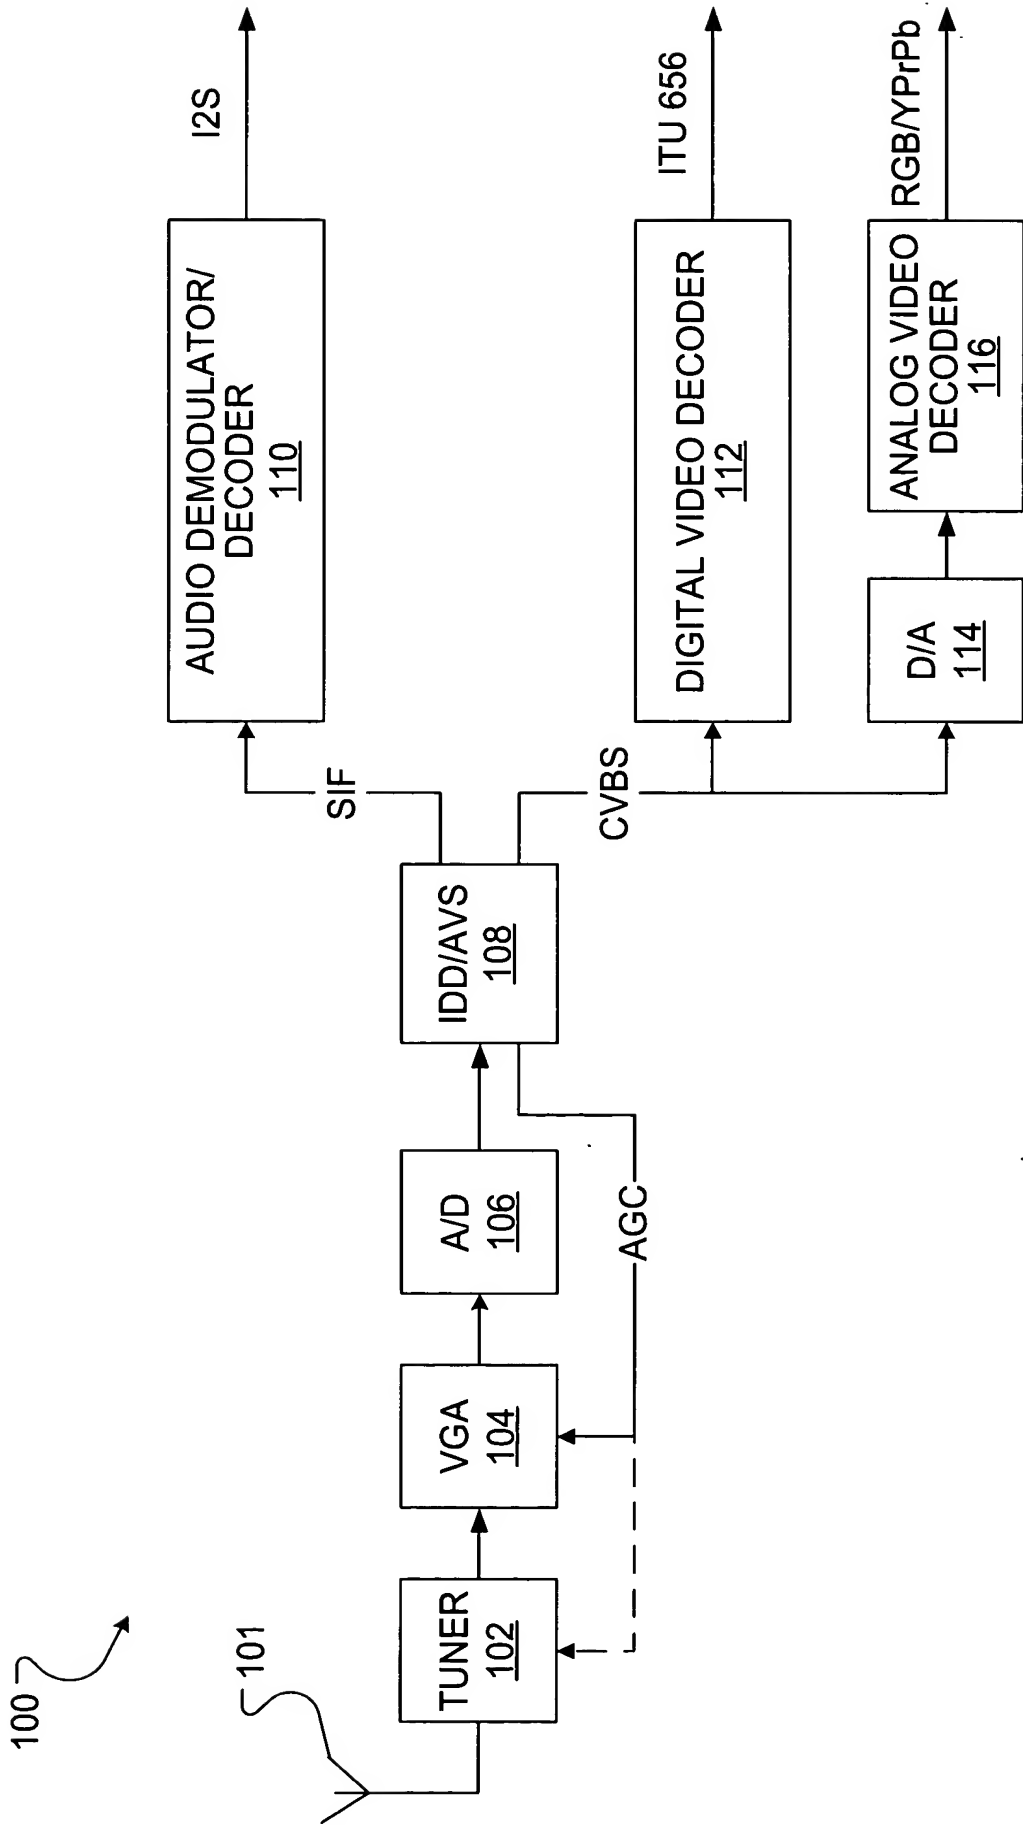 100
101
TUNER
102
VGA
104
A/D
106
AGC
IDD/AVS
108
SIF
CVBS
AUDIO DEMODULATOR/
DECODER
110
I2S
DIGITAL VIDEO DECODER
112
ITU 656
D/A
114
ANALOG VIDEO
DECODER
116
RGB/YPrPb